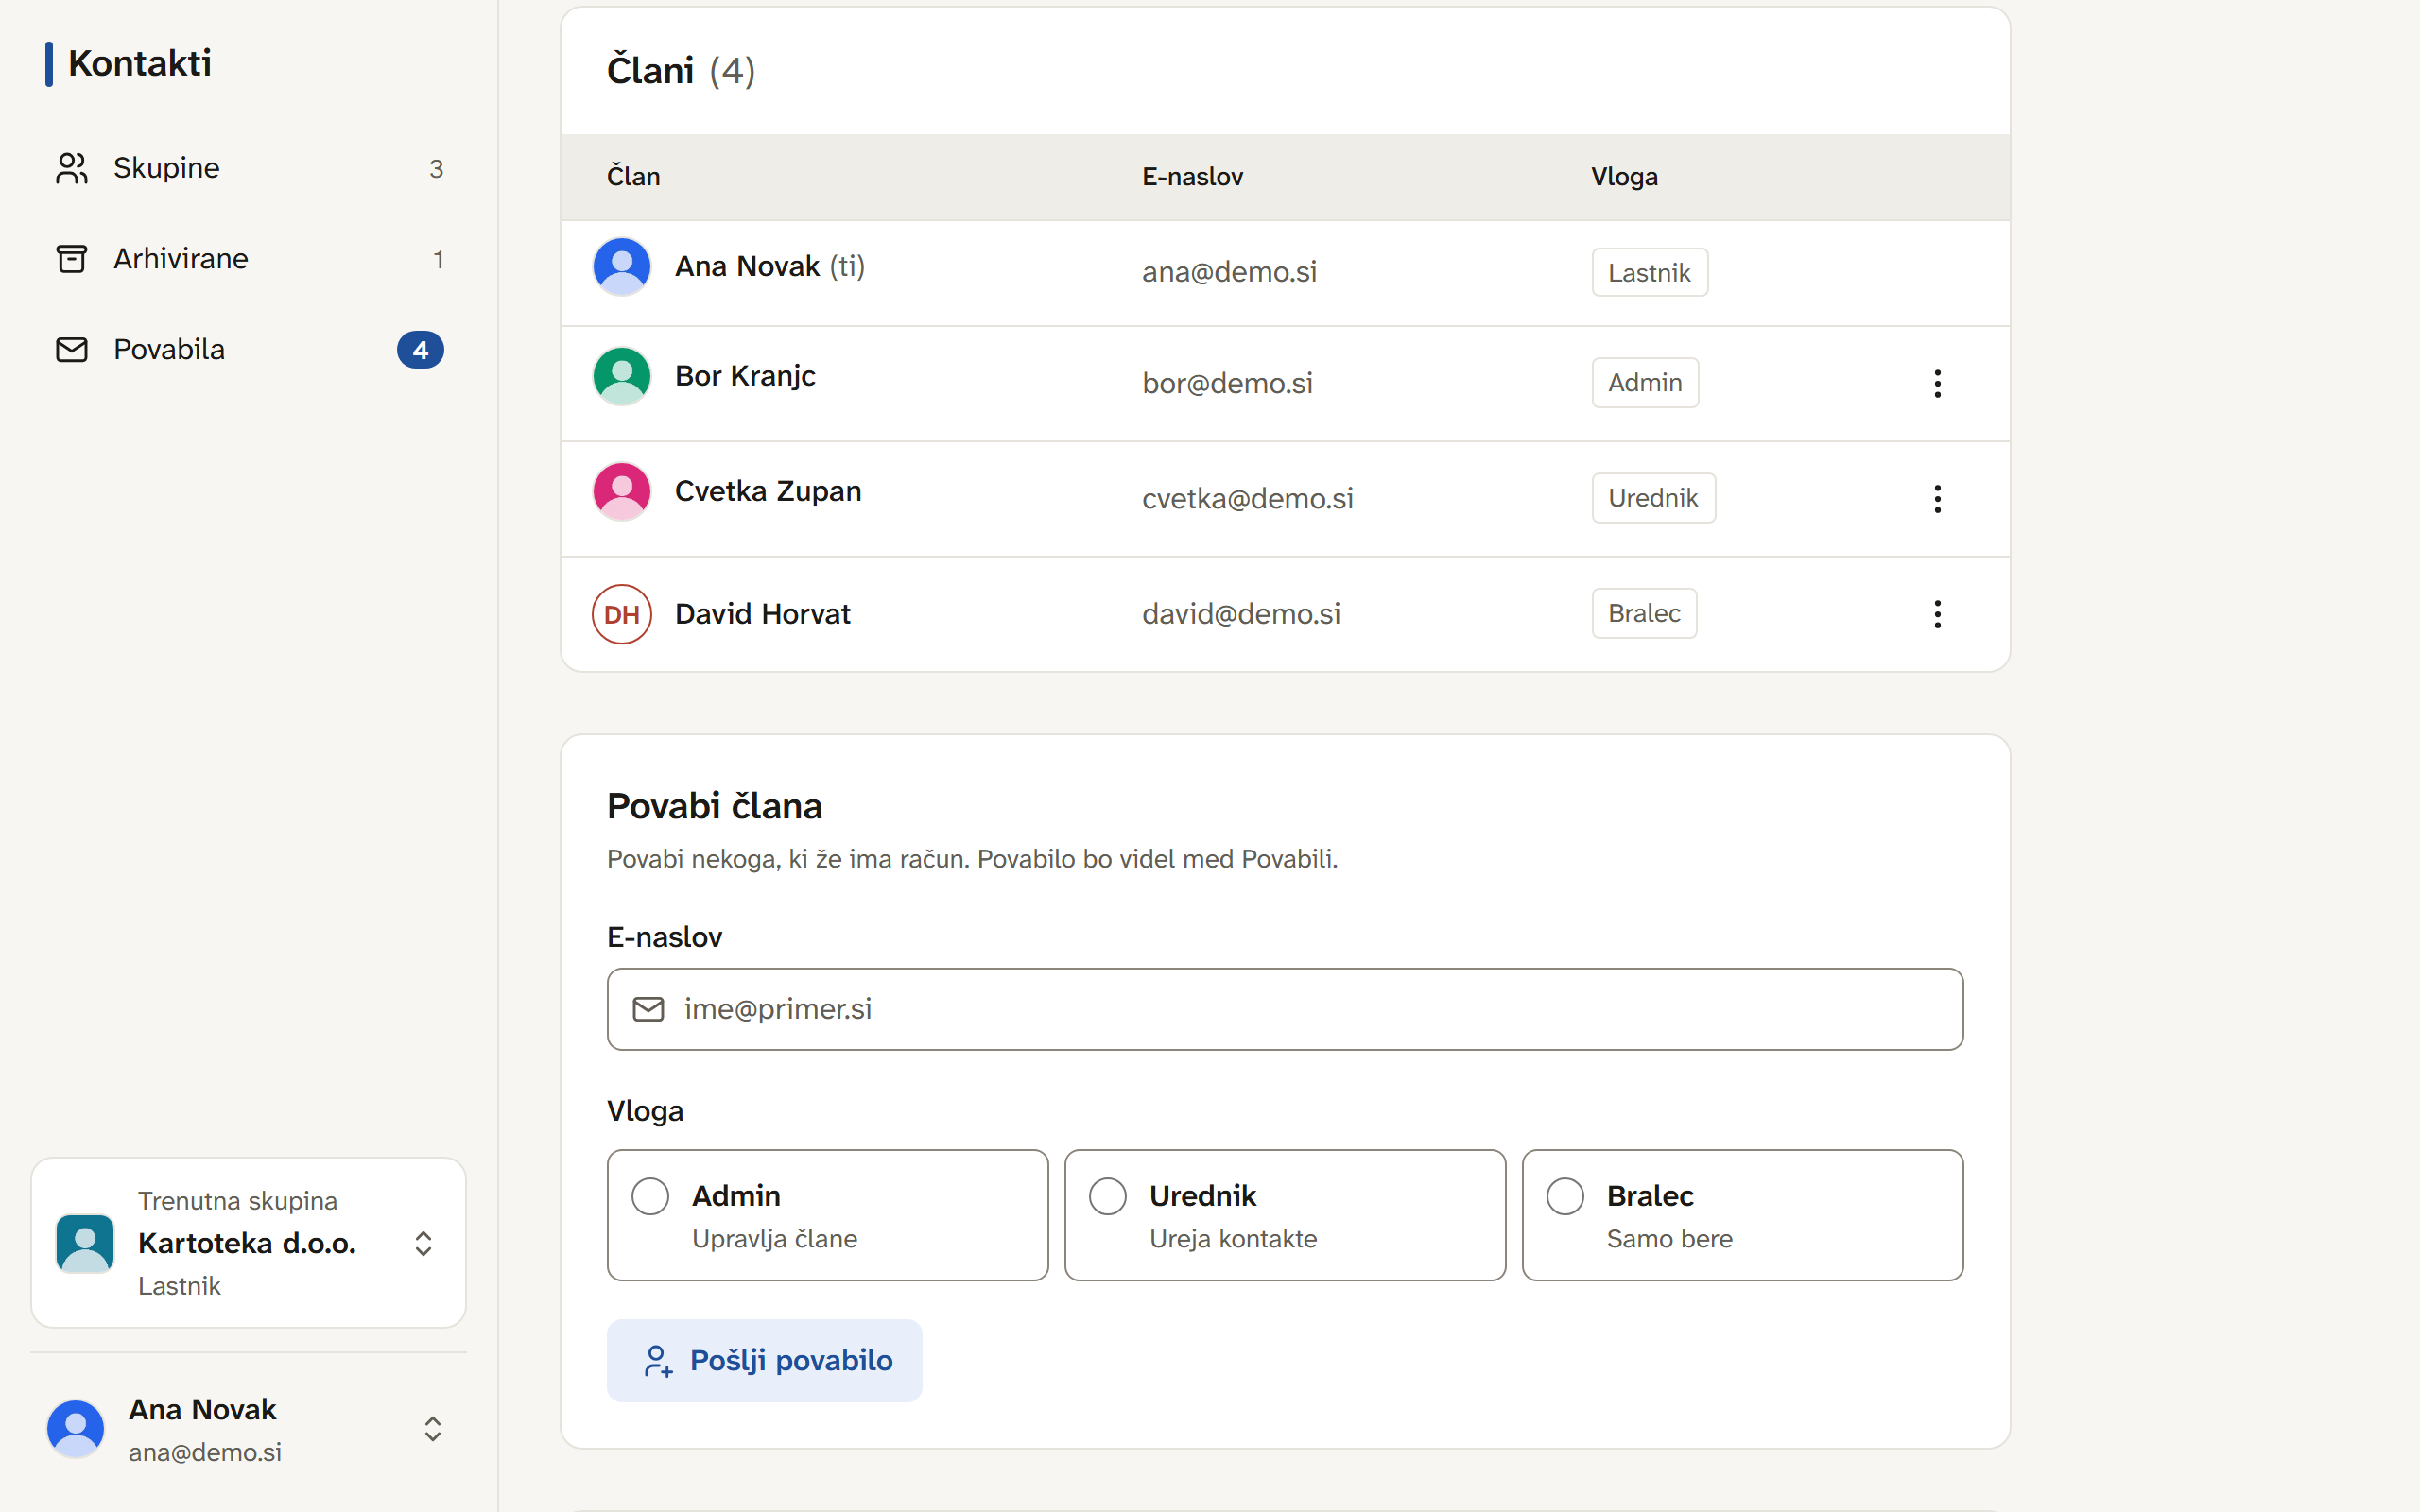 Kontakti
Skupine 3
Arhivirane 1
Povabila 4
Trenutna skupina
Kartoteka d.o.o.
Lastnik
Ana Novak
ana@demo.si
Člani (4)
Član E-naslov Vloga
Ana Novak (ti) ana@demo.si Lastnik
Bor Kranjc bor@demo.si Admin
Cvetka Zupan cvetka@demo.si Urednik
DH David Horvat david@demo.si Bralec
Povabi člana
Povabi nekoga, ki že ima račun. Povabilo bo videl med Povabili.
E-naslov
ime@primer.si
Vloga
Admin Urednik Bralec
Upravlja člane Ureja kontakte Samo bere
Pošlji povabilo